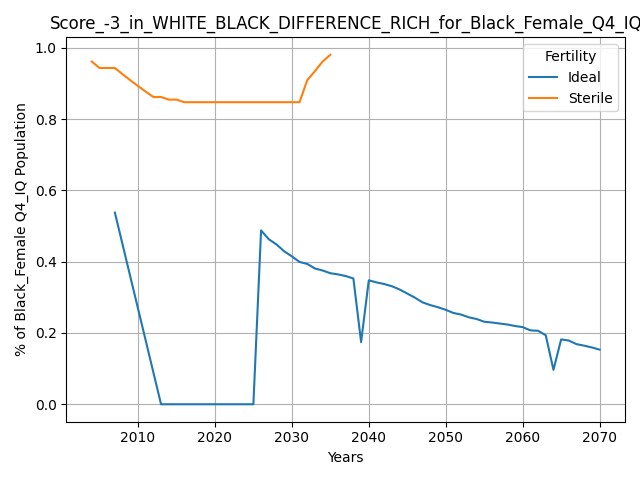 Score_-3_in_WHITE_BLACK_DIFFERENCE_RICH_for_Black_Female_Q4_IQ
Fertility
Ideal
Sterile
% of Black_Female Q4_IQ Population
1.0
0.8
0.6
0.4
0.2
0.0
2010 2020 2030 2040 2050 2060 2070
Years